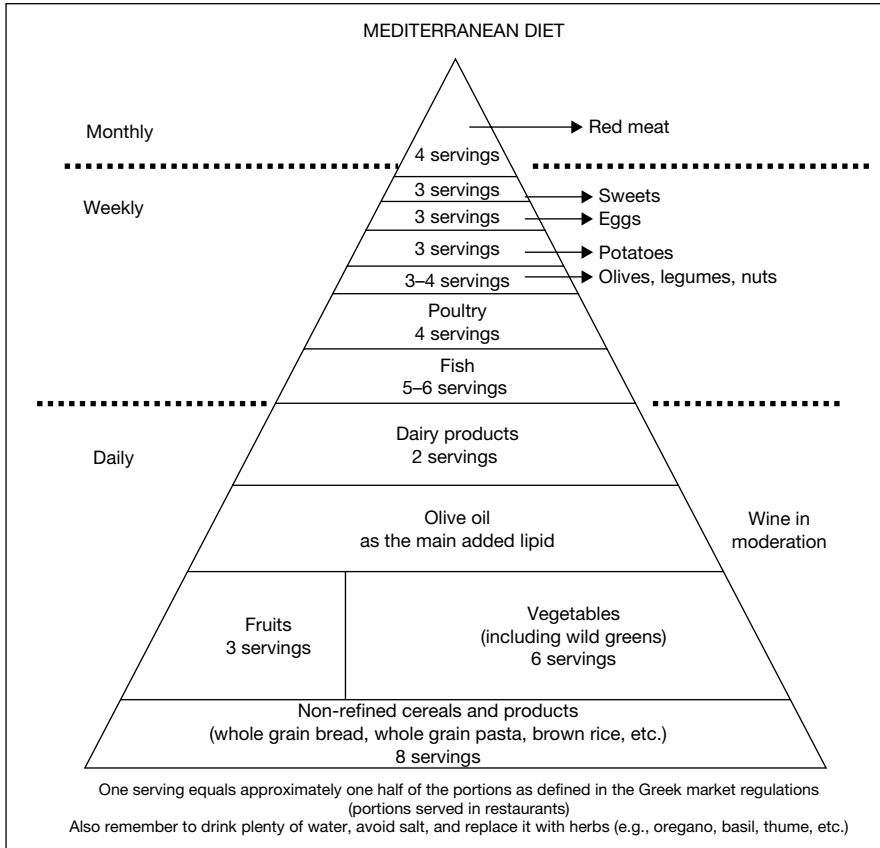 MEDITERRANEAN DIET
Monthly
Red meat
4 servings
Weekly
3 servings
Sweets
3 servings
Eggs
3 servings
Potatoes
3–4 servings
Olives, legumes, nuts
Poultry
4 servings
Fish
5–6 servings
Daily
Dairy products
2 servings
Olive oil
as the main added lipid
Wine in
moderation
Fruits
3 servings
Vegetables
(including wild greens)
6 servings
Non-refined cereals and products
(whole grain bread, whole grain pasta, brown rice, etc.)
8 servings
One serving equals approximately one half of the portions as defined in the Greek market regulations
(portions served in restaurants)
Also remember to drink plenty of water, avoid salt, and replace it with herbs (e.g., oregano, basil, thume, etc.)